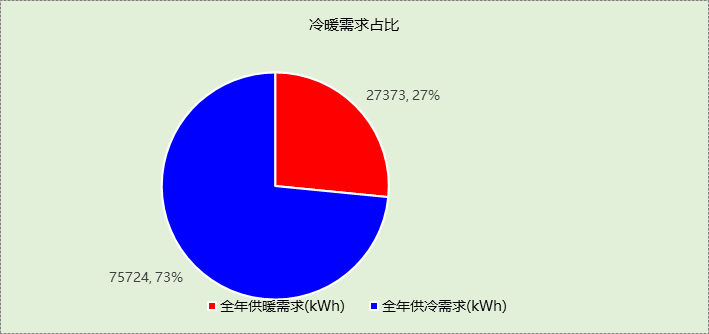 冷暖需求占比
27373, 27%
75724, 73%
全年供暖需求(kWh)
全年供冷需求(kWh)